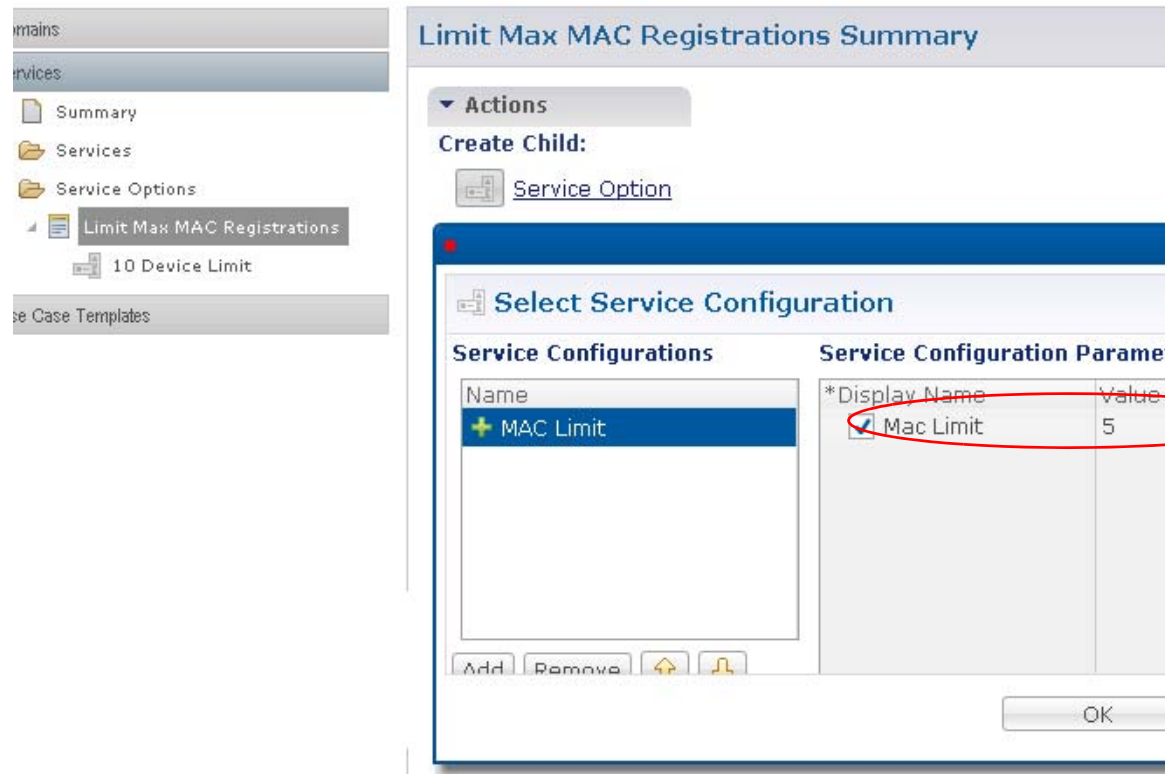 mains
ervices
Summary
Services
Service Options
Limit Max MAC Registrations
10 Device Limit
se Case Templates
Limit Max MAC Registrations Summary
Actions
Create Child:
Service Option
Select Service Configuration
Service Configurations
Service Configuration Parame
Name
MAC Limit
*Display Name
Value
Mac Limit
5
Add
Remove
OK